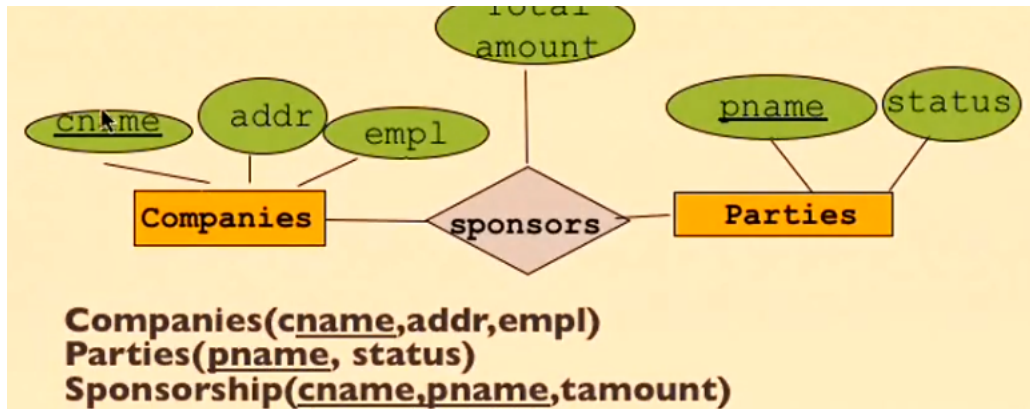 Total
amount
cname
addr
empl
pname
status
Companies
sponsors
Parties
Companies(cname,addr,empl)
Parties(pname, status)
Sponsorship(cname,pname,tamount)